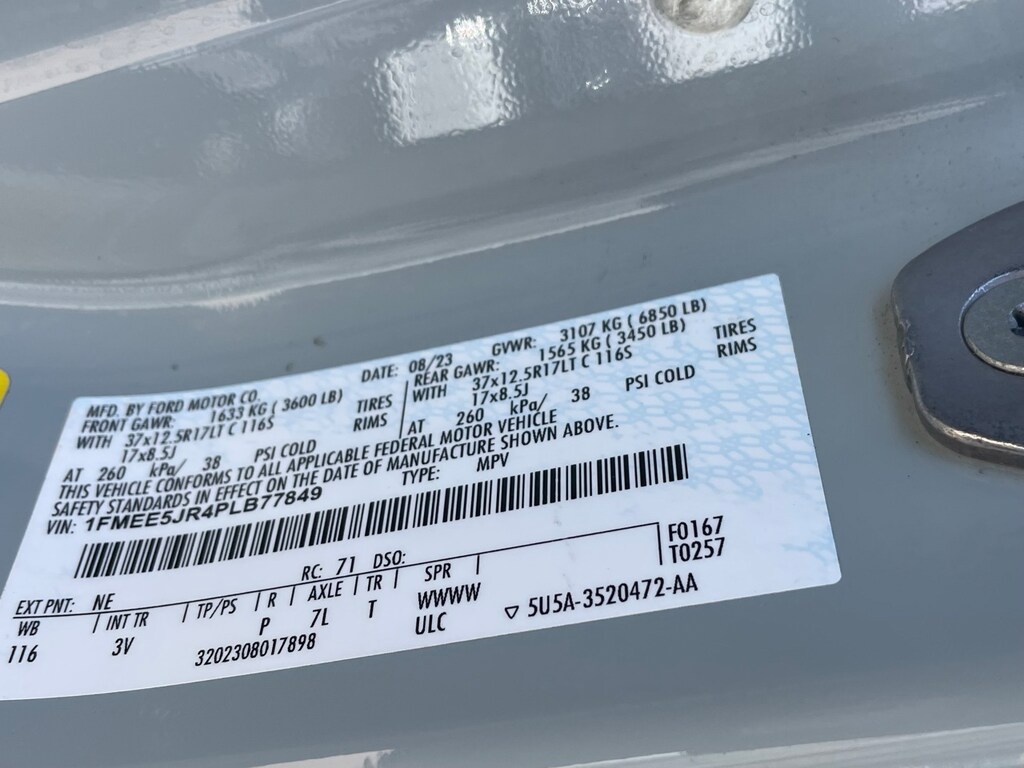 MFD. BY FORD MOTOR CO. DATE: 08/23 GVWR: 3107 KG ( 6850 LB)
FRONT GAWR: 1633 KG ( 3600 LB) REAR GAWR: 1565 KG ( 3450 LB)
WITH 37x12.5R17LT C 116S TIRES WITH 37x12.5R17LT C 116S TIRES
17x8.5J RIMS 17x8.5J RIMS
AT 260 kPa/ 38 PSI COLD AT 260 kPa/ 38 PSI COLD
THIS VEHICLE CONFORMS TO ALL APPLICABLE FEDERAL MOTOR VEHICLE
SAFETY STANDARDS IN EFFECT ON THE DATE OF MANUFACTURE SHOWN ABOVE.
VIN: 1FMEE5JR4PLB77849 TYPE: MPV
EXT PNT: NE RC: 71 DSO: F0167
WB INT TR TP/PS R AXLE TR SPR T0257
116 3V P 7L T WWWW
3202308017898 ULC ▽ 5U5A-3520472-AA